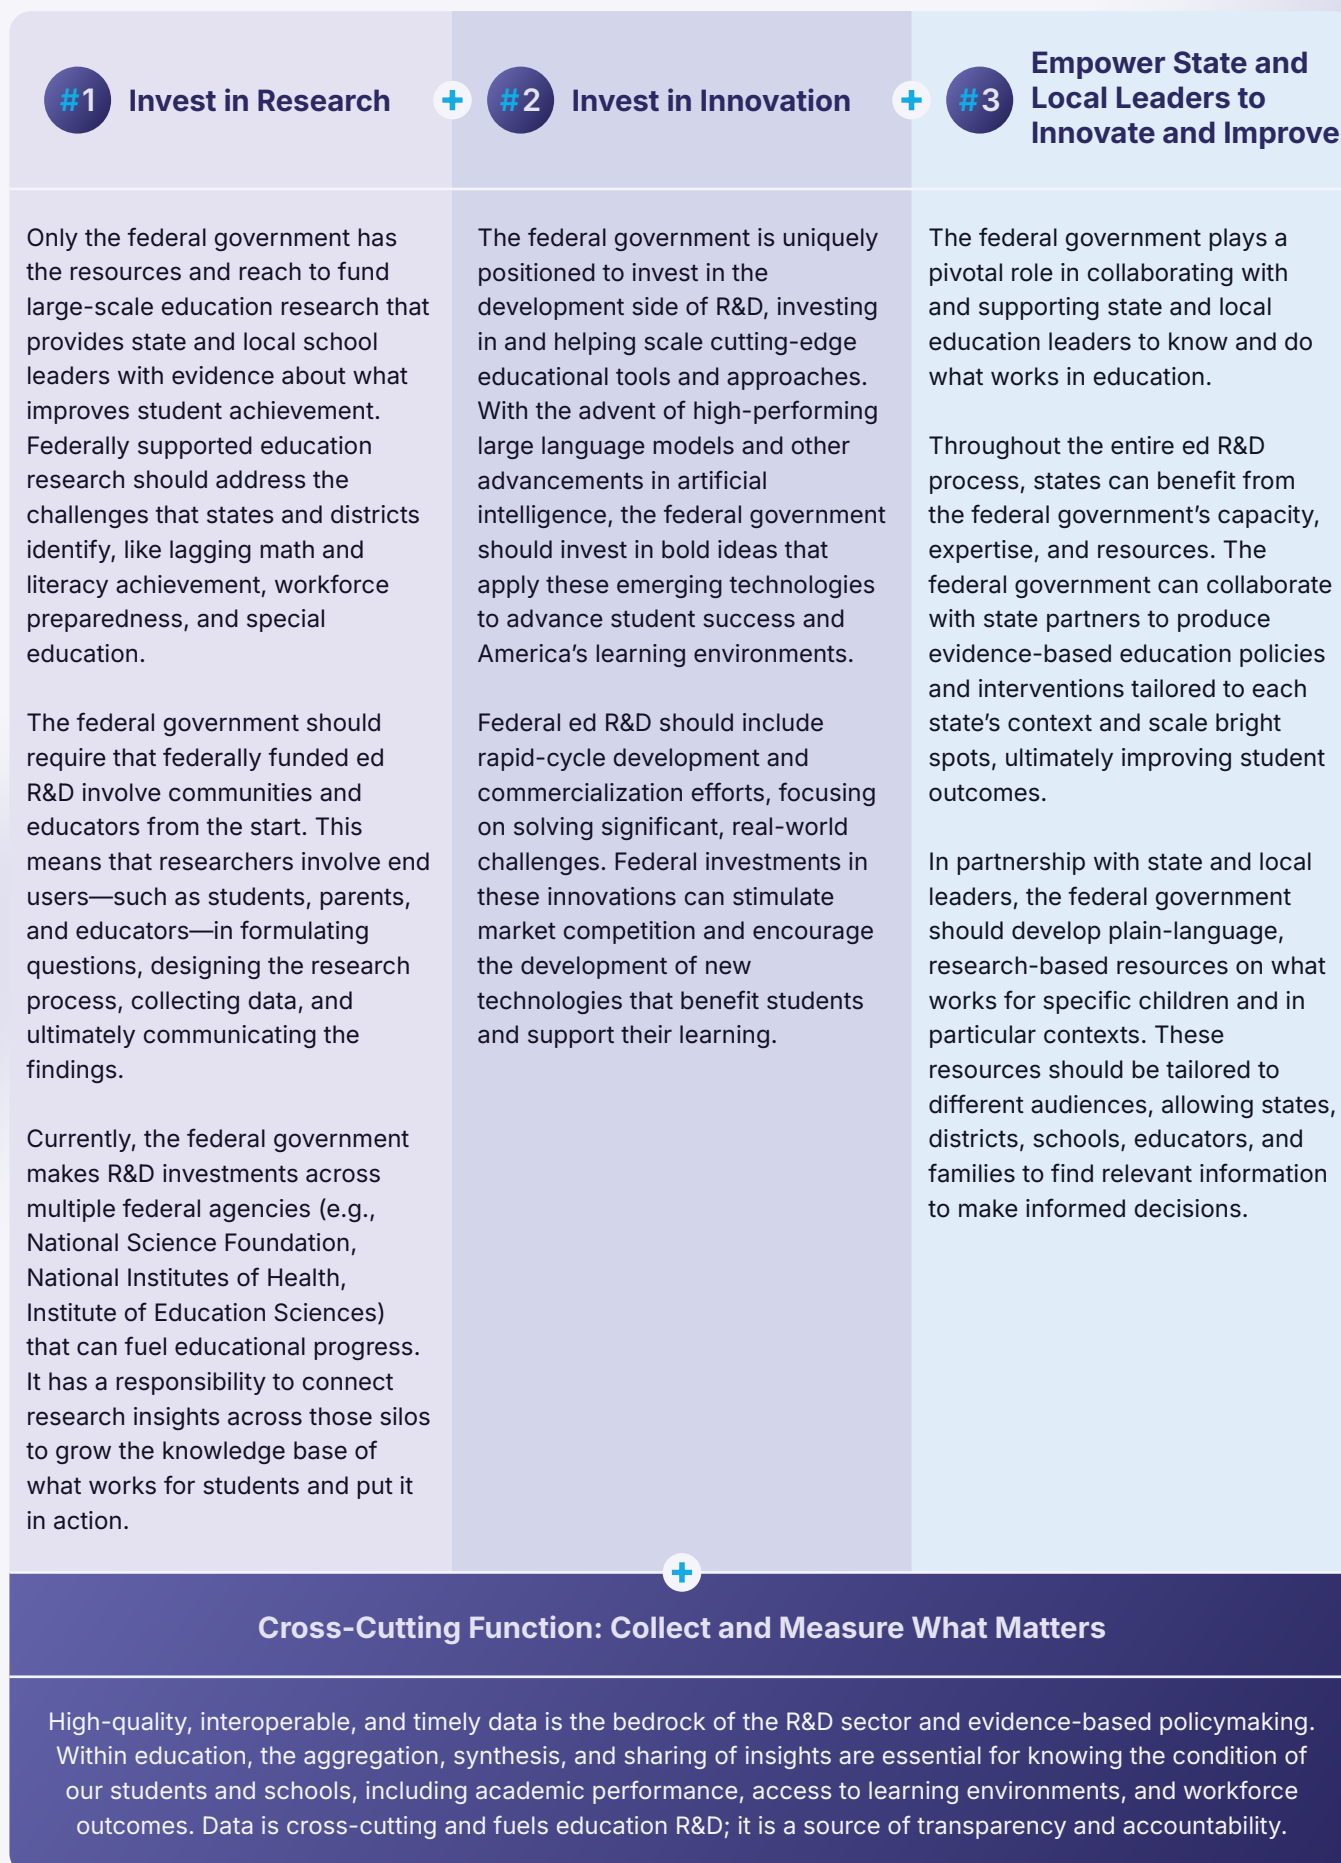 #1 Invest in Research
Only the federal government has
the resources and reach to fund
large-scale education research that
provides state and local school
leaders with evidence about what
improves student achievement.
Federally supported education
research should address the
challenges that states and districts
identify, like lagging math and
literacy achievement, workforce
preparedness, and special
education.
The federal government should
require that federally funded ed
R&D involve communities and
educators from the start. This
means that researchers involve end
users—such as students, parents,
and educators—in formulating
questions, designing the research
process, collecting data, and
ultimately communicating the
findings.
Currently, the federal government
makes R&D investments across
multiple federal agencies (e.g.,
National Science Foundation,
National Institutes of Health,
Institute of Education Sciences)
that can fuel educational progress.
It has a responsibility to connect
research insights across those silos
to grow the knowledge base of
what works for students and put it
in action.
+
#2 Invest in Innovation
The federal government is uniquely
positioned to invest in the
development side of R&D, investing
in and helping scale cutting-edge
educational tools and approaches.
With the advent of high-performing
large language models and other
advancements in artificial
intelligence, the federal government
should invest in bold ideas that
apply these emerging technologies
to advance student success and
America’s learning environments.
Federal ed R&D should include
rapid-cycle development and
commercialization efforts, focusing
on solving significant, real-world
challenges. Federal investments in
these innovations can stimulate
market competition and encourage
the development of new
technologies that benefit students
and support their learning.
+
#3 Empower State and
Local Leaders to
Innovate and Improve
The federal government plays a
pivotal role in collaborating with
and supporting state and local
education leaders to know and do
what works in education.
Throughout the entire ed R&D
process, states can benefit from
the federal government’s capacity,
expertise, and resources. The
federal government can collaborate
with state partners to produce
evidence-based education policies
and interventions tailored to each
state’s context and scale bright
spots, ultimately improving student
outcomes.
In partnership with state and local
leaders, the federal government
should develop plain-language,
research-based resources on what
works for specific children and in
particular contexts. These
resources should be tailored to
different audiences, allowing states,
districts, schools, educators, and
families to find relevant information
to make informed decisions.
+
Cross-Cutting Function: Collect and Measure What Matters
High-quality, interoperable, and timely data is the bedrock of the R&D sector and evidence-based policymaking.
Within education, the aggregation, synthesis, and sharing of insights are essential for knowing the condition of
our students and schools, including academic performance, access to learning environments, and workforce
outcomes. Data is cross-cutting and fuels education R&D; it is a source of transparency and accountability.